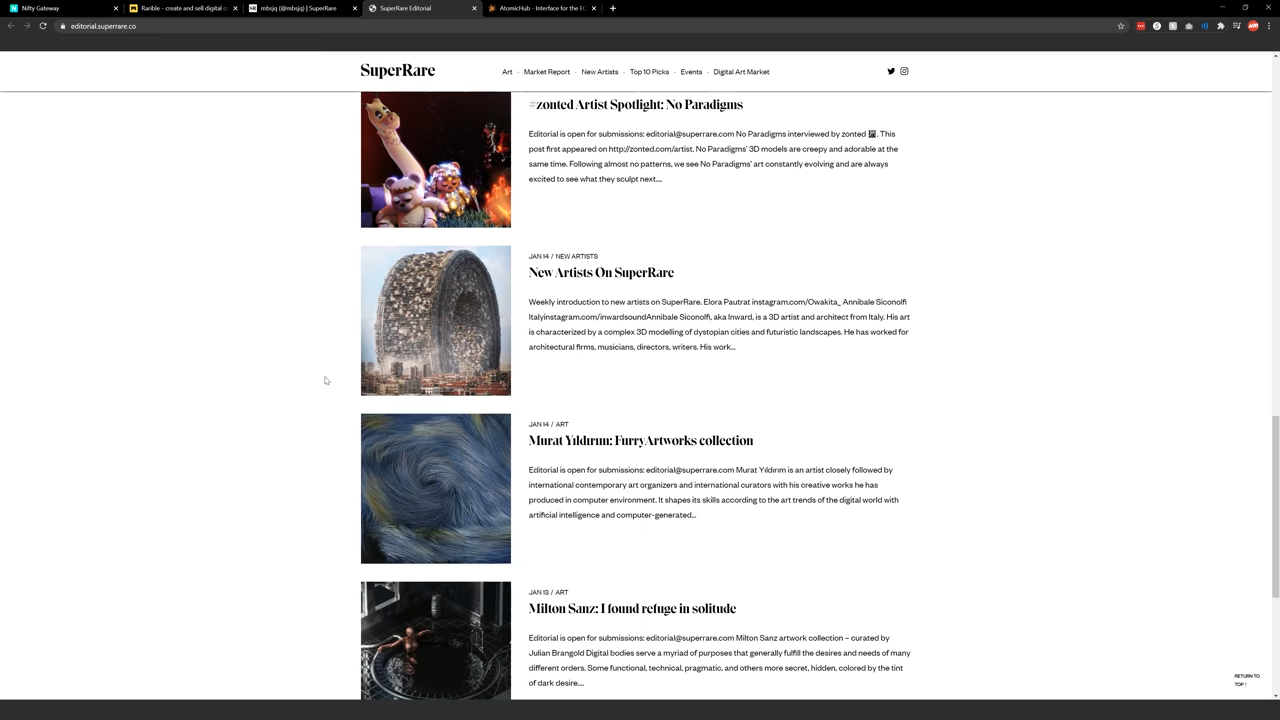 Nifty Gateway
Rarible - create and sell digital c
mbsjq (@mbsjq) | SuperRare
SuperRare Editorial
AtomicHub - Interface for the EO
editorial.superrare.co
SuperRare
Art · Market Report · New Artists · Top 10 Picks · Events · Digital Art Market
#zonted Artist Spotlight: No Paradigms
Editorial is open for submissions: editorial@superrare.com No Paradigms interviewed by zonted 🖼. This
post first appeared on http://zonted.com/artist. No Paradigms' 3D models are creepy and adorable at the
same time. Following almost no patterns, we see No Paradigms' art constantly evolving and are always
excited to see what they sculpt next....
JAN 14 / NEW ARTISTS
New Artists On SuperRare
Weekly introduction to new artists on SuperRare. Elora Pautrat instagram.com/Owakita_ Annibale Siconolfi
Italyinstagram.com/inwardsoundAnnibale Siconolfi, aka Inward, is a 3D artist and architect from Italy. His art
is characterized by a complex 3D modelling of dystopian cities and futuristic landscapes. He has worked for
architectural firms, musicians, directors, writers. His work...
JAN 14 / ART
Murat Yıldırım: FurryArtworks collection
Editorial is open for submissions: editorial@superrare.com Murat Yıldırım is an artist closely followed by
international contemporary art organizers and international curators with his creative works he has
produced in computer environment. It shapes its skills according to the art trends of the digital world with
artificial intelligence and computer-generated...
JAN 13 / ART
Milton Sanz: I found refuge in solitude
Editorial is open for submissions: editorial@superrare.com Milton Sanz artwork collection – curated by
Julian Brangold Digital bodies serve a myriad of purposes that generally fulfill the desires and needs of many
different orders. Some functional, technical, pragmatic, and others more secret, hidden, colored by the tint
of dark desire....
RETURN TO
TOP ↑